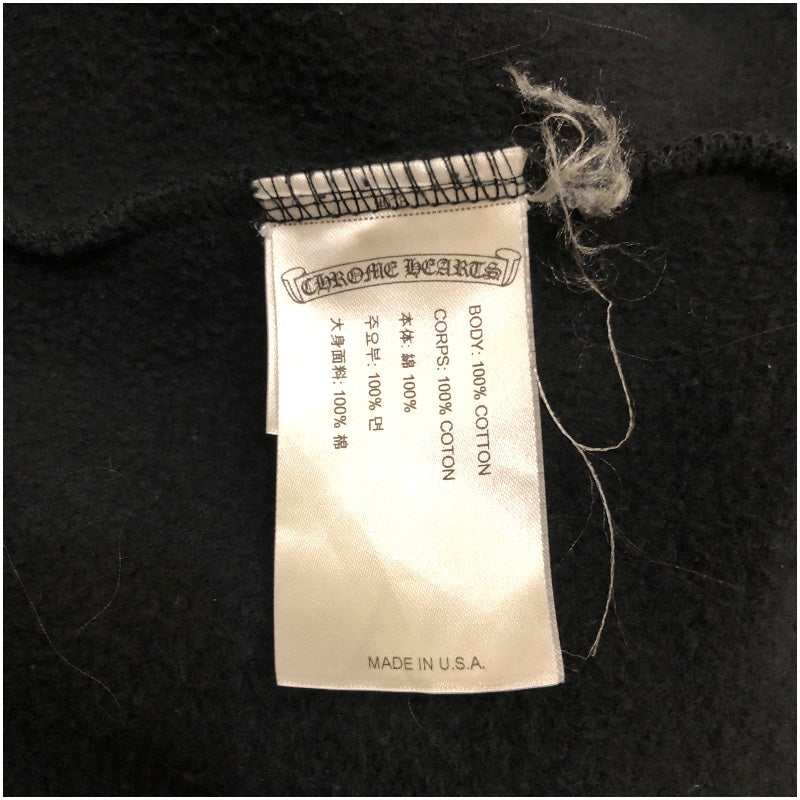 CHROME HEARTS
BODY: 100% COTTON
CORPS: 100% COTON
本体: 綿 100%
주요부: 100% 면
大身面料: 100% 棉
MADE IN U.S.A.